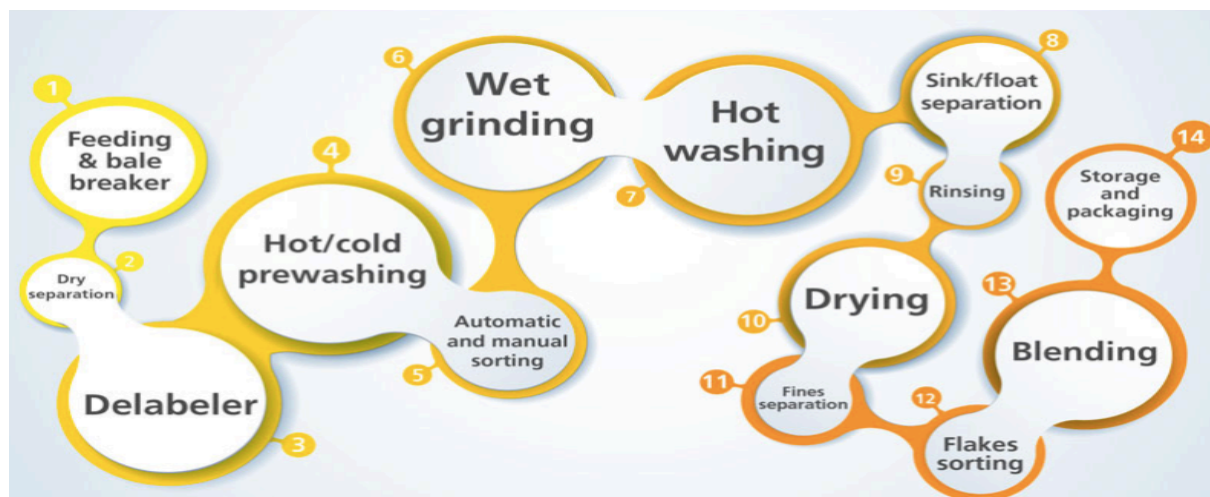 1
Feeding
& bale
breaker
2
Dry
separation
3
Delabeler
4
Hot/cold
prewashing
5
Automatic
and manual
sorting
6
Wet
grinding
7
Hot
washing
8
Sink/float
separation
9
Rinsing
10
Drying
11
Fines
separation
12
Flakes
sorting
13
Blending
14
Storage
and
packaging